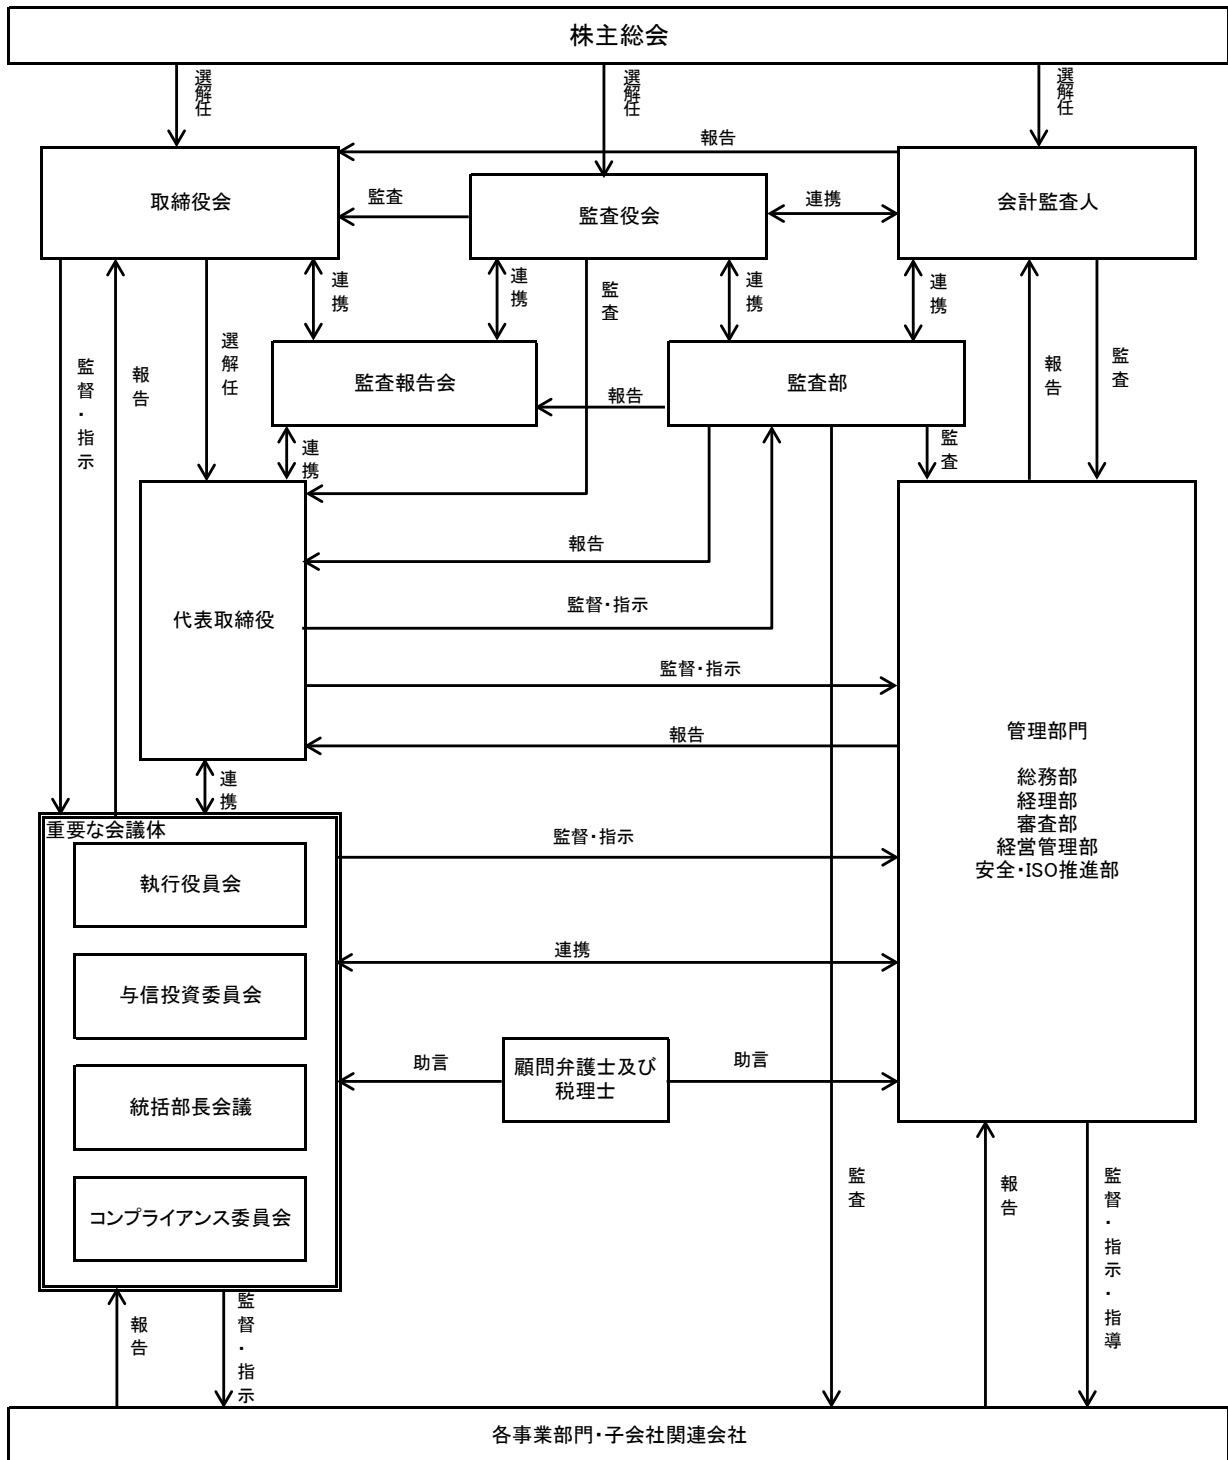 株主総会
選解任
選解任
選解任
報告
取締役会
監査
監査役会
連携
会計監査人
連携
連携
監査
連携
連携
監督・指示
報告
選解任
監査報告会
報告
監査部
報告
監査
連携
監査
報告
代表取締役
監督・指示
監督・指示
報告
管理部門
総務部
経理部
審査部
経営管理部
安全・ISO推進部
連携
重要な会議体
監督・指示
執行役員会
連携
与信投資委員会
助言
顧問弁護士及び
税理士
助言
統括部長会議
監査
報告
監督・指示・指導
コンプライアンス委員会
報告
監督・指示
各事業部門・子会社関連会社